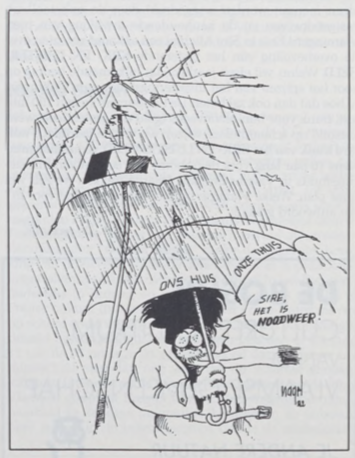 ONS HUIS
ONZE THUIS
SIRE,
HET IS
NOODWEER!